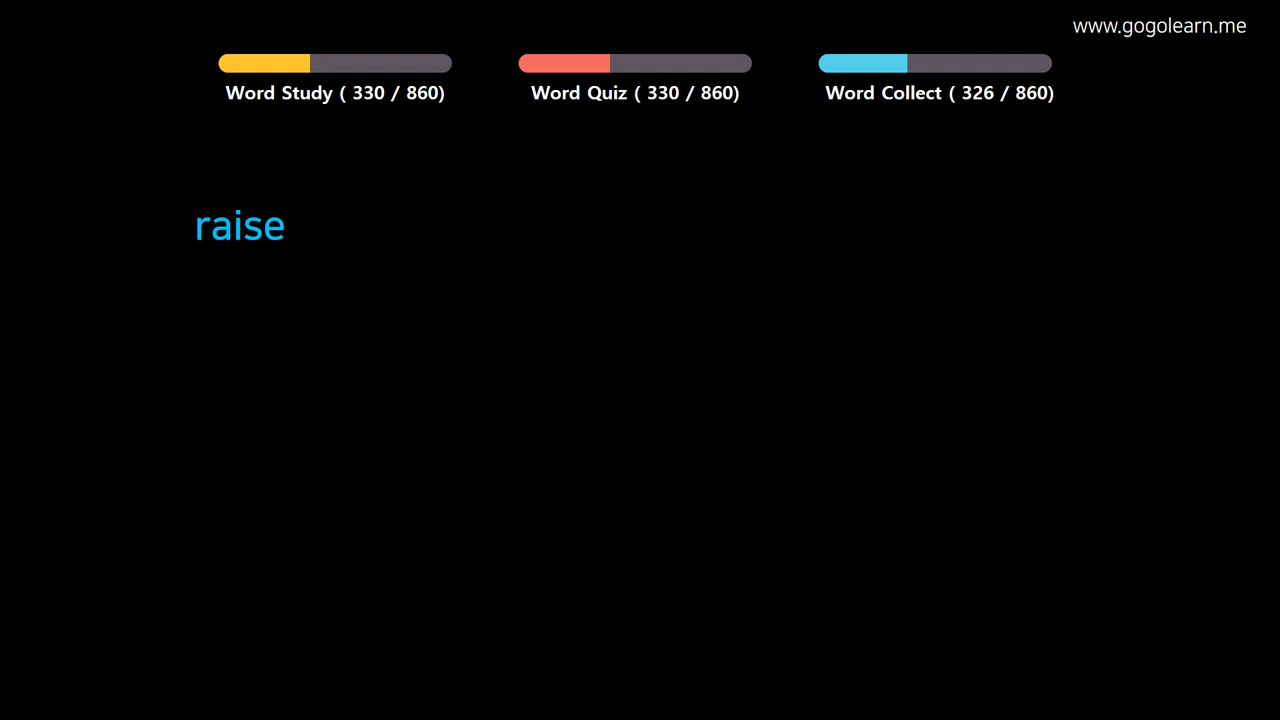 www.gogolearn.me
Word Study ( 330 / 860)
Word Quiz ( 330 / 860)
Word Collect ( 326 / 860)
raise